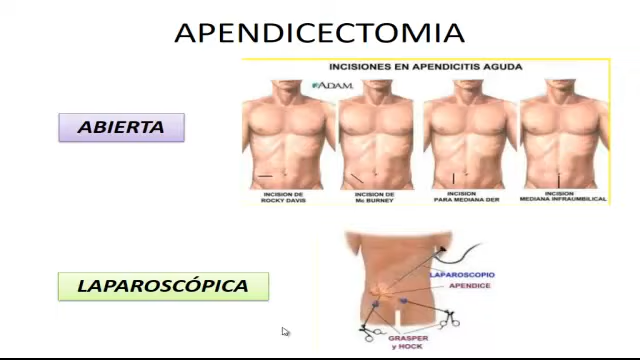 APENDICECTOMIA
INCISIONES EN APENDICITIS AGUDA
ADAM.
ABIERTA
INCISION DE
ROCKY DAVIS
INCISION DE
Mc BURNEY
INCISION
PARA MEDIANA DER
INCISION
MEDIANA INFRAUMBILICAL
LAPAROSCÓPICA
LAPAROSCOPIO
APENDICE
GRASPER
y HOCK